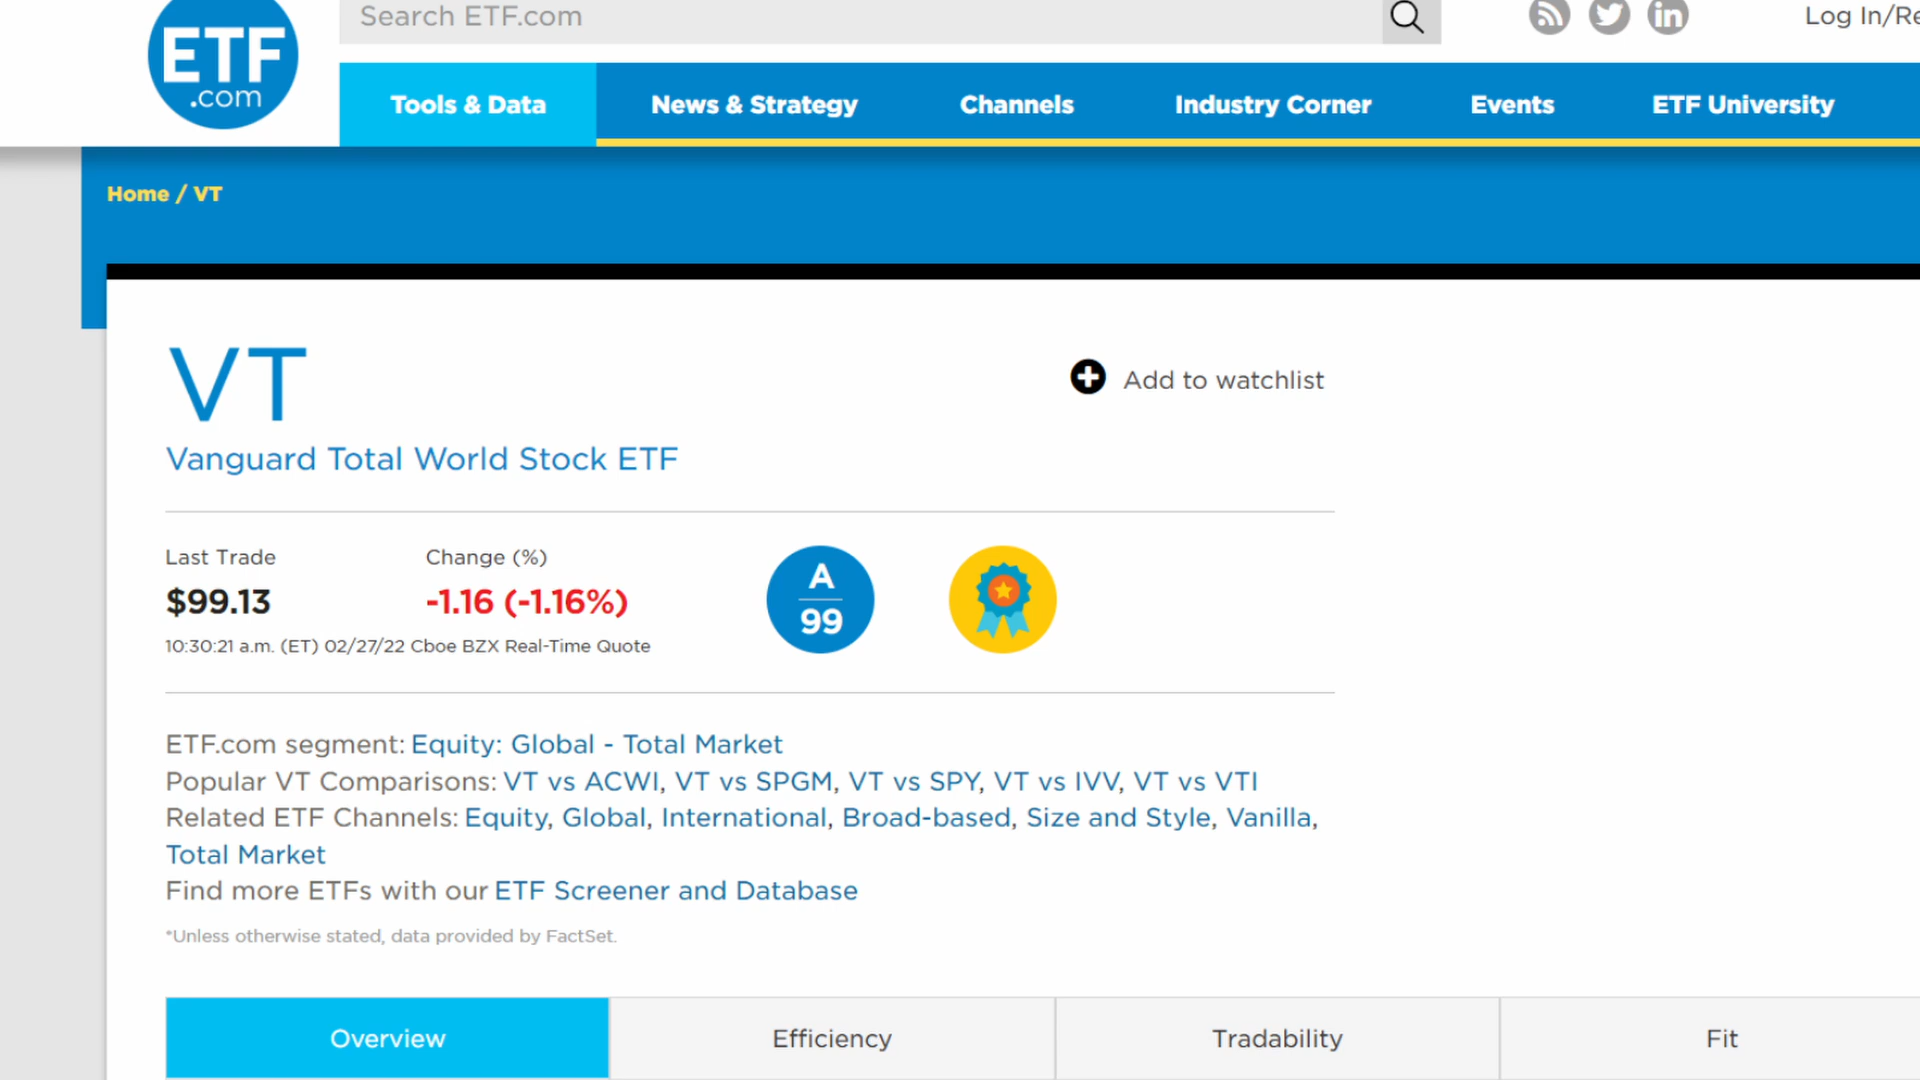 ETF
.com
Search ETF.com
Log In/Re
Tools & Data
News & Strategy
Channels
Industry Corner
Events
ETF University
Home / VT
VT
Add to watchlist
Vanguard Total World Stock ETF
Last Trade
Change (%)
$99.13
-1.16 (-1.16%)
A
99
10:30:21 a.m. (ET) 02/27/22 Cboe BZX Real-Time Quote
ETF.com segment: Equity: Global - Total Market
Popular VT Comparisons: VT vs ACWI, VT vs SPGM, VT vs SPY, VT vs IVV, VT vs VTI
Related ETF Channels: Equity, Global, International, Broad-based, Size and Style, Vanilla,
Total Market
Find more ETFs with our ETF Screener and Database
*Unless otherwise stated, data provided by FactSet.
Overview
Efficiency
Tradability
Fit